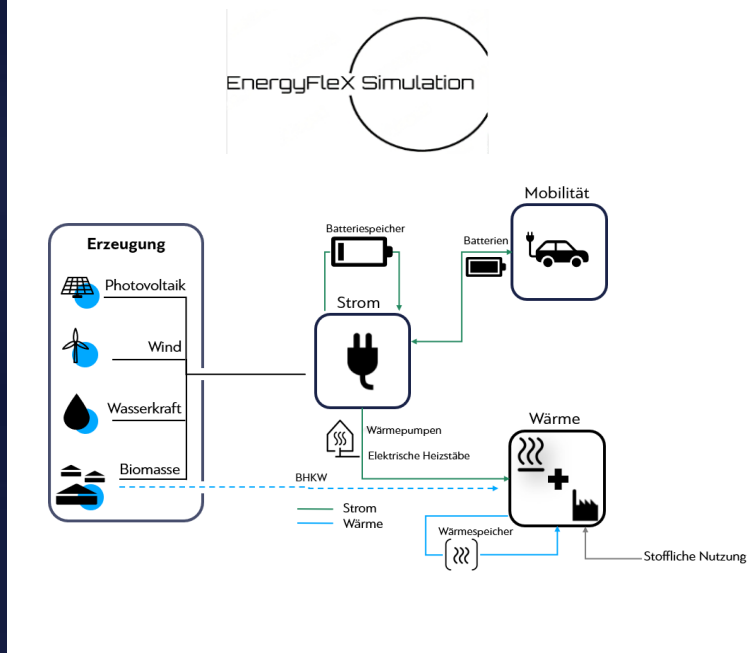 EnergyFleX Simulation
Mobilität
Erzeugung
Batteriespeicher
Batterien
Photovoltaik
Strom
Wind
Wasserkraft
Wärme
Wärmepumpen
Elektrische Heizstäbe
Biomasse
BHKW
Strom
Wärme
Wärmespeicher
Stoffliche Nutzung